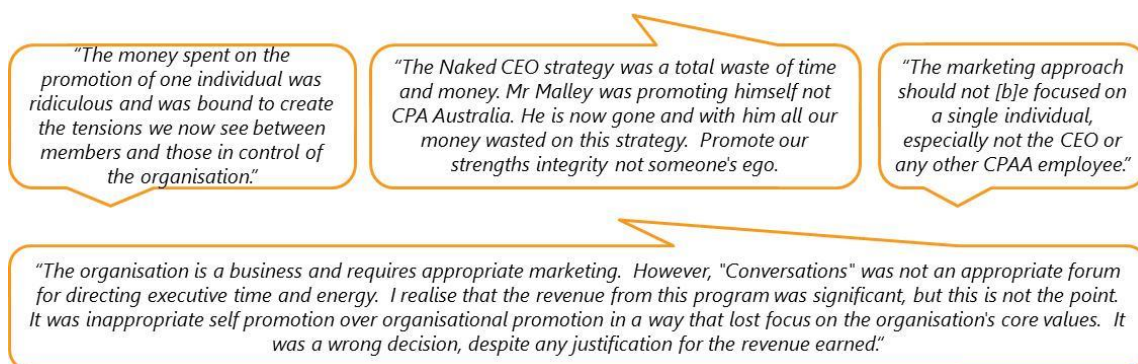 “The money spent on the
promotion of one individual was
ridiculous and was bound to create
the tensions we now see between
members and those in control of
the organisation.”
“The Naked CEO strategy was a total waste of time
and money. Mr Malley was promoting himself not
CPA Australia. He is now gone and with him all our
money wasted on this strategy.  Promote our
strengths integrity not someone's ego.
“The marketing approach
should not [b]e focused on
a single individual,
especially not the CEO or
any other CPAA employee.”
“The organisation is a business and requires appropriate marketing.  However, "Conversations" was not an appropriate forum
for directing executive time and energy.  I realise that the revenue from this program was significant, but this is not the point.
It was inappropriate self promotion over organisational promotion in a way that lost focus on the organisation's core values.  It
was a wrong decision, despite any justification for the revenue earned.”